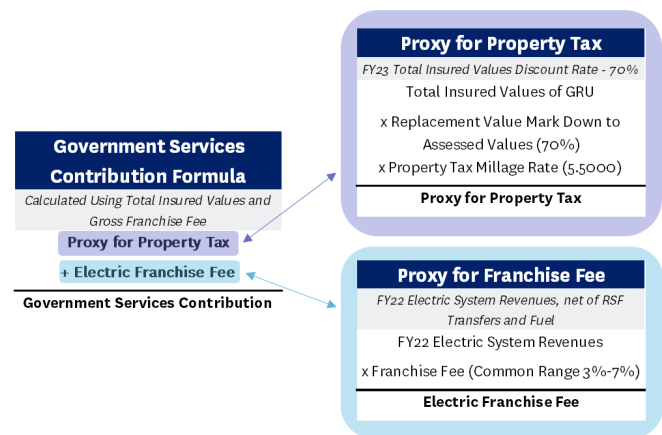 Government Services
Contribution Formula
Calculated Using Total Insured Values and
Gross Franchise Fee
Proxy for Property Tax
+ Electric Franchise Fee
Government Services Contribution
Proxy for Property Tax
FY23 Total Insured Values Discount Rate - 70%
Total Insured Values of GRU
x Replacement Value Mark Down to
Assessed Values (70%)
x Property Tax Millage Rate (5.5000)
Proxy for Property Tax
Proxy for Franchise Fee
FY22 Electric System Revenues, net of RSF
Transfers and Fuel
FY22 Electric System Revenues
x Franchise Fee (Common Range 3%-7%)
Electric Franchise Fee